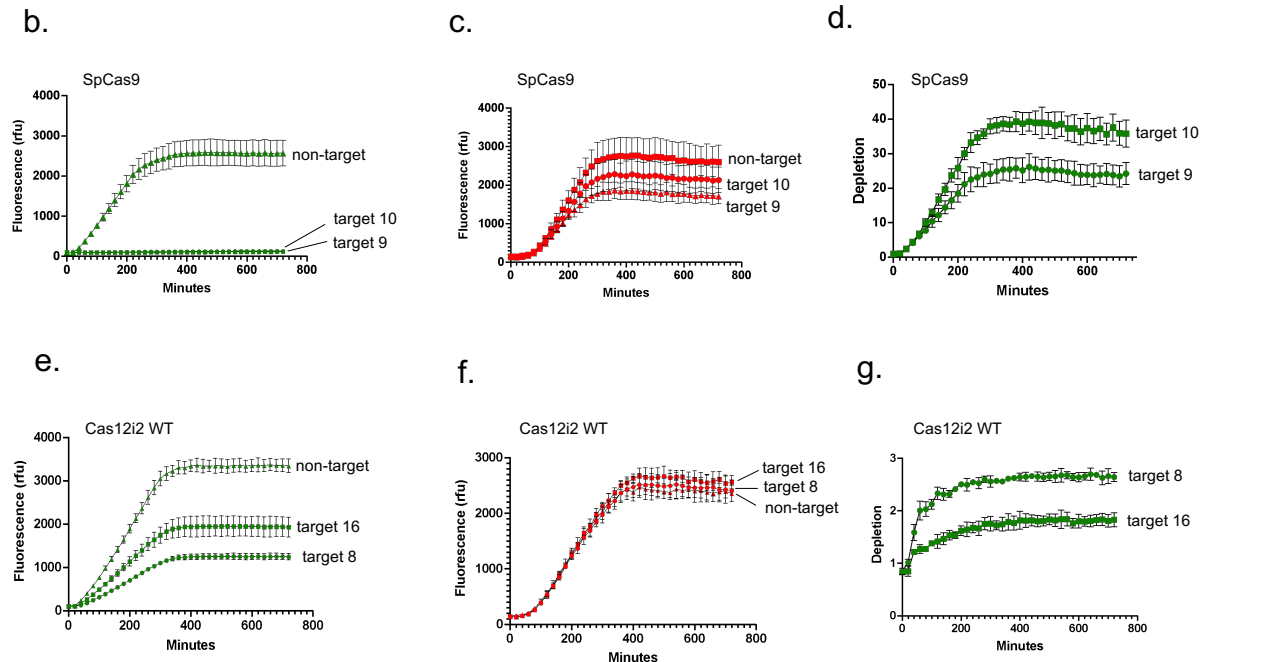 b.
SpCas9
Fluorescence (rfu)
4000
3000
2000
1000
0
0 200 400 600 800
Minutes
non-target
target 10
target 9
c.
SpCas9
Fluorescence (rfu)
4000
3000
2000
1000
0
0 200 400 600 800
Minutes
non-target
target 10
target 9
d.
SpCas9
Depletion
50
40
30
20
10
0
0 200 400 600
Minutes
target 10
target 9
e.
Cas12i2 WT
Fluorescence (rfu)
4000
3000
2000
1000
0
0 200 400 600 800
Minutes
non-target
target 16
target 8
f.
Cas12i2 WT
Fluorescence (rfu)
3000
2000
1000
0
0 200 400 600 800
Minutes
target 16
target 8
non-target
g.
Cas12i2 WT
Depletion
3
2
1
0
0 200 400 600 800
Minutes
target 8
target 16